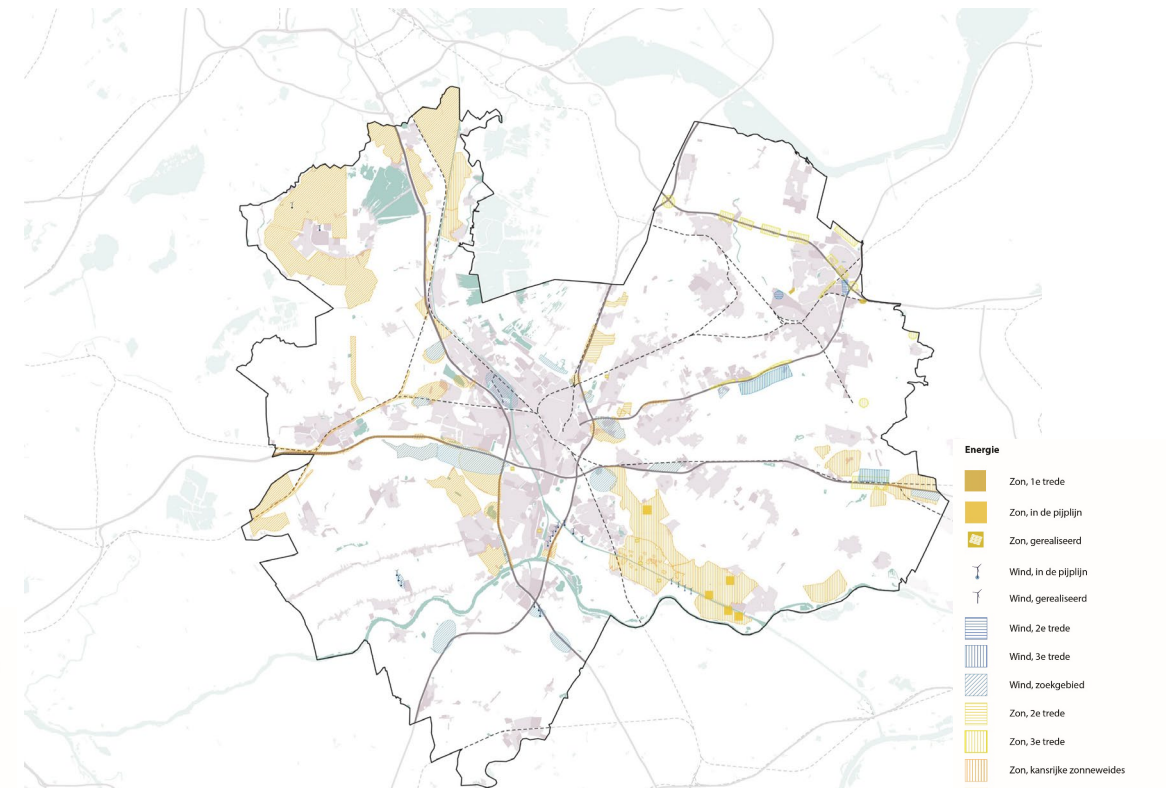 Energie
Zon, 1e trede
Zon, in de pijplijn
Zon, gerealiseerd
Wind, in de pijplijn
Wind, gerealiseerd
Wind, 2e trede
Wind, 3e trede
Wind, zoekgebied
Zon, 2e trede
Zon, 3e trede
Zon, kansrijke zonneweides